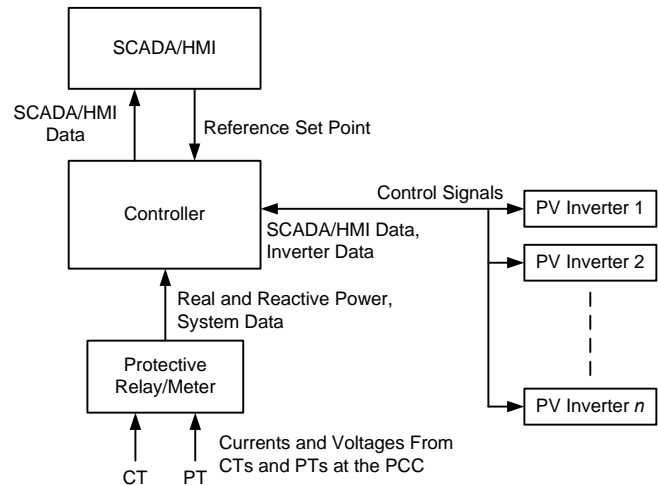 SCADA/HMI
SCADA/HMI
Data
Reference Set Point
Controller
Control Signals
SCADA/HMI Data,
Inverter Data
PV Inverter 1
PV Inverter 2
PV Inverter n
Real and Reactive Power,
System Data
Protective
Relay/Meter
Currents and Voltages From
CTs and PTs at the PCC
CT
PT